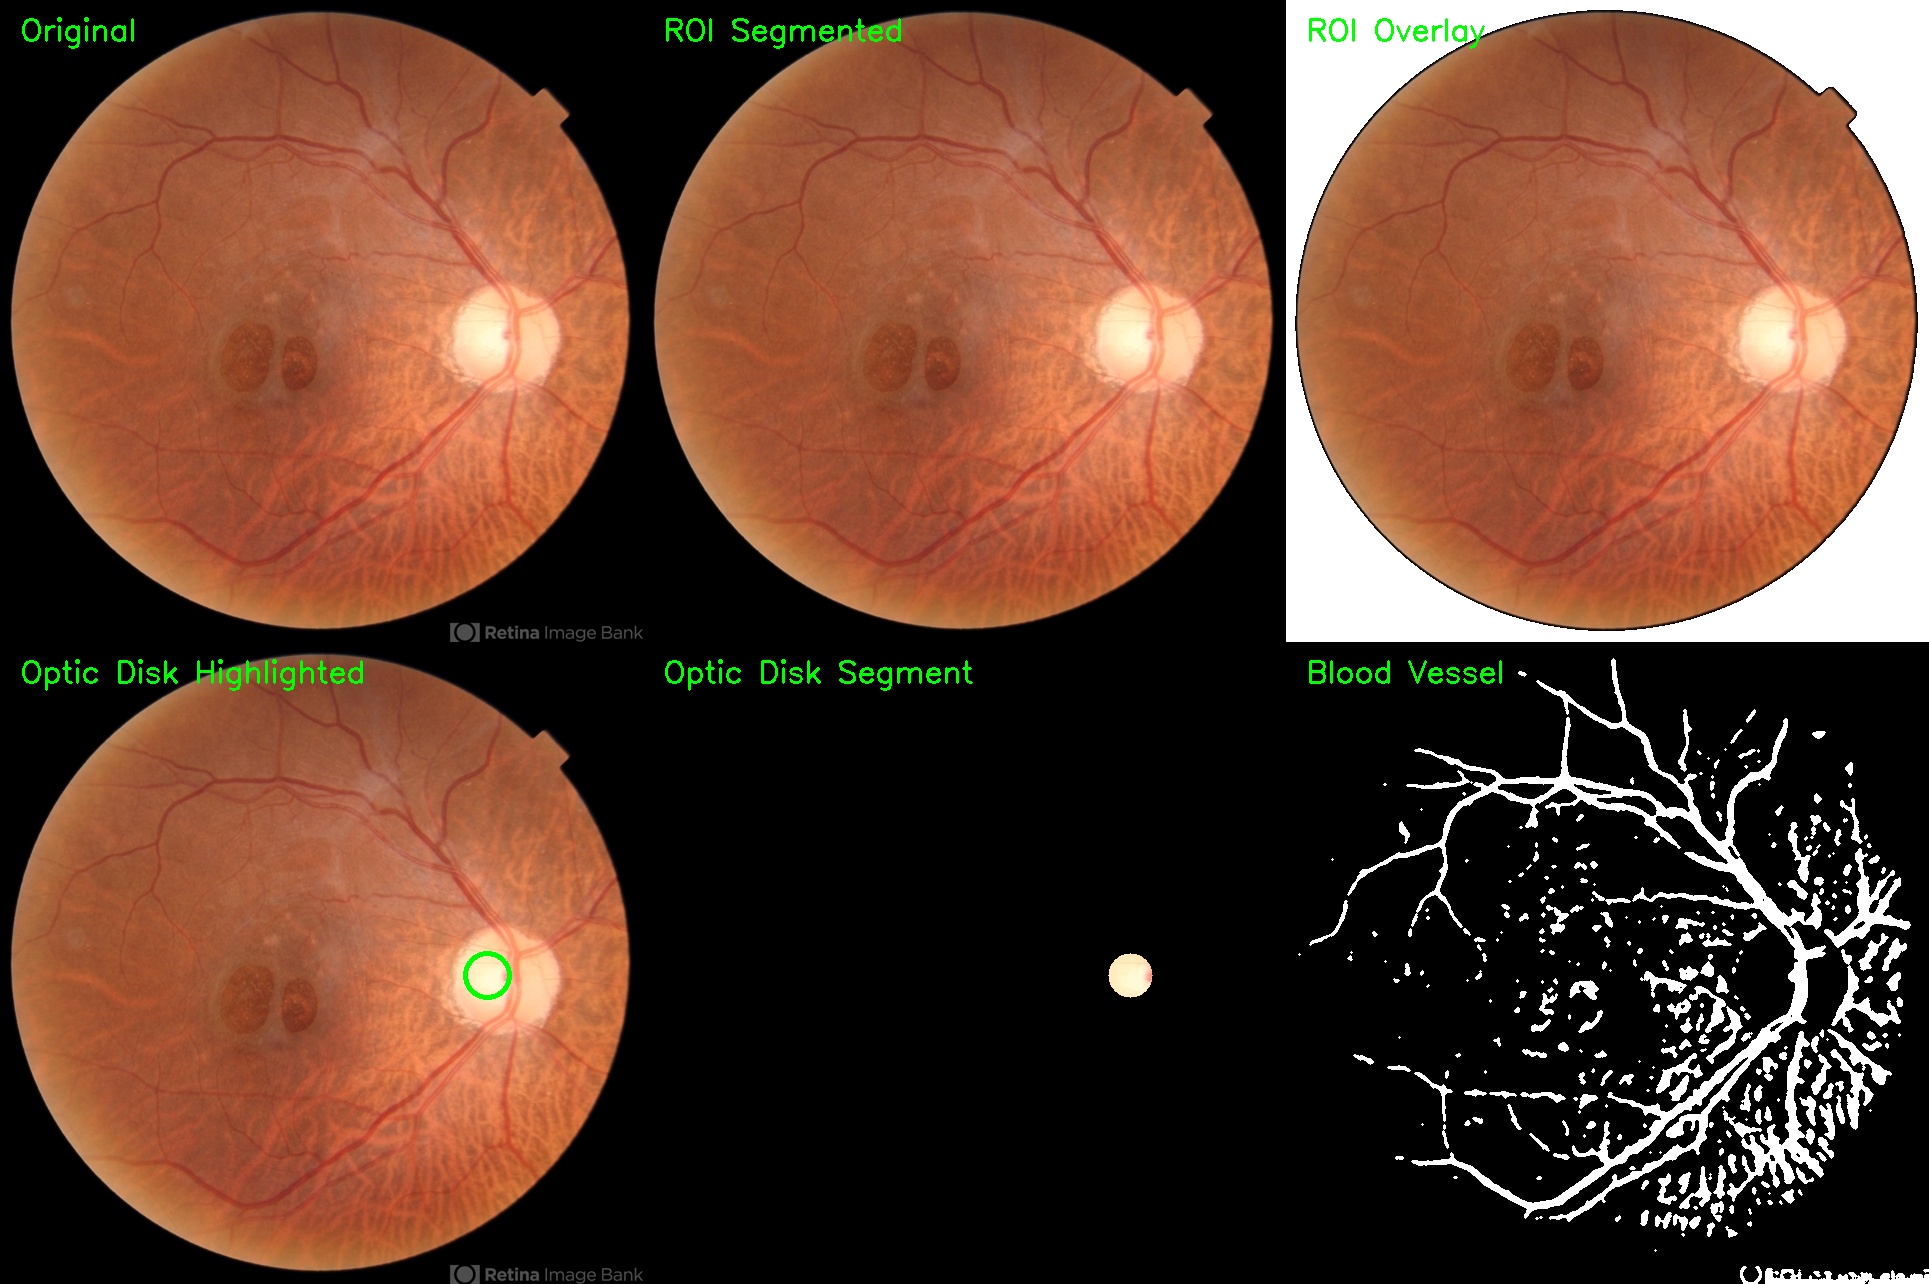 Original
ROI Segmented
ROI Overlay
Retina Image Bank
Optic Disk Highlighted
Optic Disk Segment
Blood Vessel
Retina Image Bank